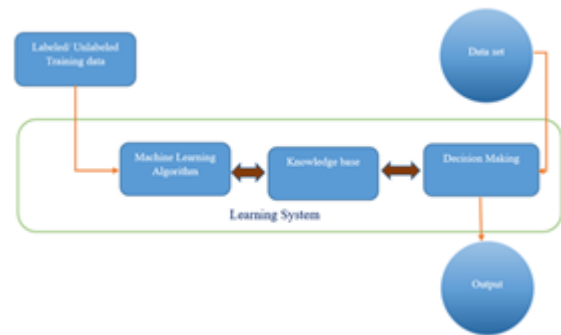 Labeled/ Unlabeled
Training data
Data set
Machine Learning
Algorithm
Knowledge base
Decision Making
Learning System
Output